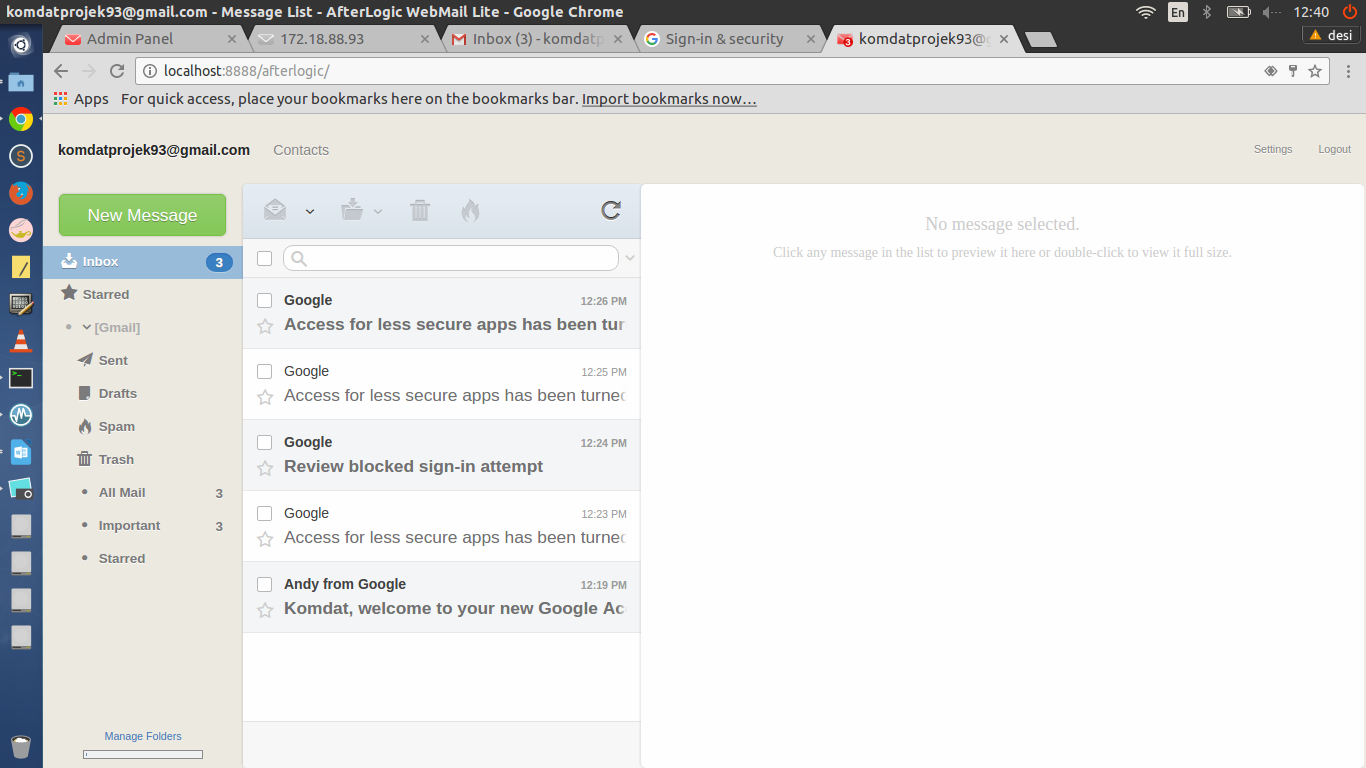 komdatprojek93@gmail.com - Message List - AfterLogic WebMail Lite - Google Chrome
En
12:40
Admin Panel
172.18.88.93
Inbox (3) - komdatp
Sign-in & security
komdatprojek93@g
desi
localhost:8888/afterlogic/
Apps
For quick access, place your bookmarks here on the bookmarks bar. Import bookmarks now...
komdatprojek93@gmail.com
Contacts
Settings
Logout
New Message
Inbox
3
Starred
[Gmail]
Sent
Drafts
Spam
Trash
All Mail
3
Important
3
Starred
Manage Folders
Google
12:26 PM
Access for less secure apps has been tur
Google
12:25 PM
Access for less secure apps has been turned
Google
12:24 PM
Review blocked sign-in attempt
Google
12:23 PM
Access for less secure apps has been turned
Andy from Google
12:19 PM
Komdat, welcome to your new Google Ac
No message selected.
Click any message in the list to preview it here or double-click to view it full size.